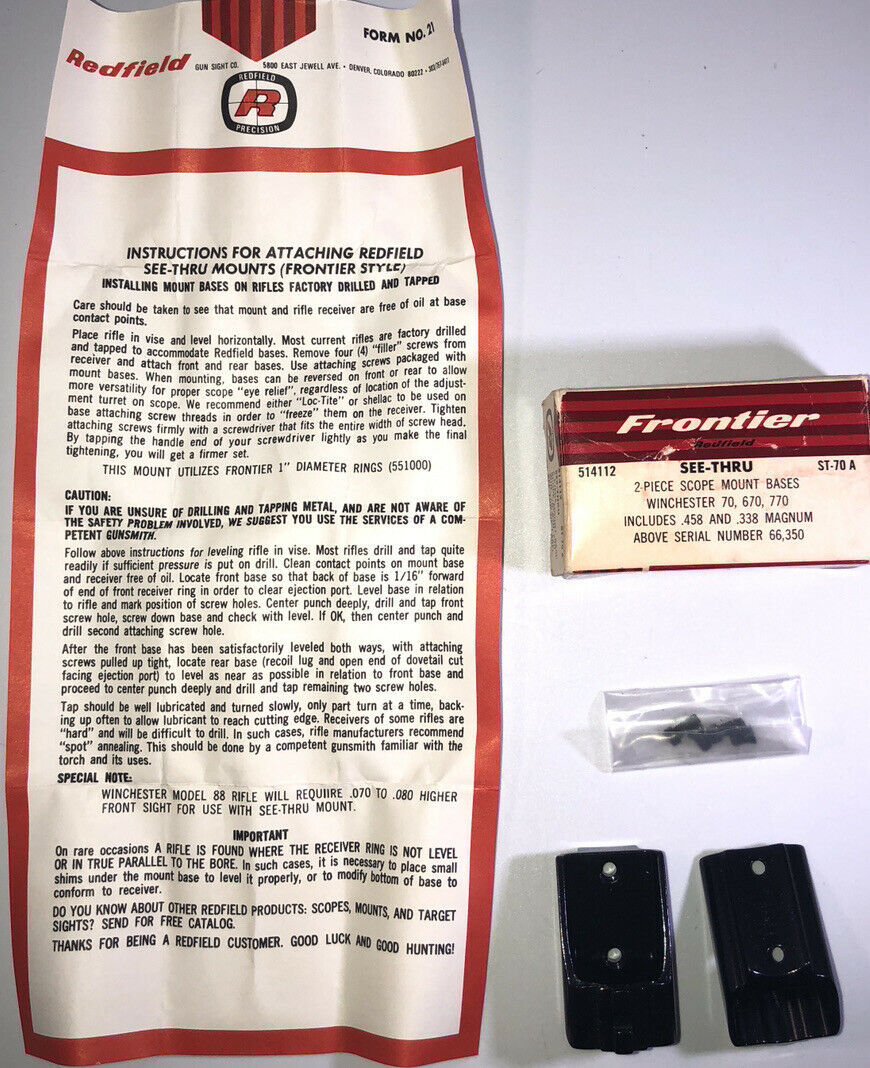 FORM NO. 21
Redfield GUN SIGHT CO. 5800 EAST JEWELL AVE. • DENVER, COLORADO 80222 •
REDFIELD
R
PRECISION
INSTRUCTIONS FOR ATTACHING REDFIELD
SEE-THRU MOUNTS (FRONTIER STYLE)
INSTALLING MOUNT BASES ON RIFLES FACTORY DRILLED AND TAPPED
Care should be taken to see that mount and rifle receiver are free of oil at base
contact points.
Place rifle in vise and level horizontally. Most current rifles are factory drilled
and tapped to accommodate Redfield bases. Remove four (4) "filler" screws from
receiver and attach front and rear bases. Use attaching screws packaged with
mount bases. When mounting, bases can be reversed on front or rear to allow
more versatility for proper scope "eye relief", regardless of location of the adjust-
ment turret on scope. We recommend either "Loc-Tite" or shellac to be used on
base attaching screw threads in order to "freeze" them on the receiver. Tighten
attaching screws firmly with a screwdriver that fits the entire width of screw head.
By tapping the handle end of your screwdriver lightly as you make the final
tightening, you will get a firmer set.
THIS MOUNT UTILIZES FRONTIER 1" DIAMETER RINGS (551000)
CAUTION:
IF YOU ARE UNSURE OF DRILLING AND TAPPING METAL, AND ARE NOT AWARE OF
THE SAFETY PROBLEM INVOLVED, WE SUGGEST YOU USE THE SERVICES OF A COM-
PETENT GUNSMITH.
Follow above instructions for leveling rifle in vise. Most rifles drill and tap quite
readily if sufficient pressure is put on drill. Clean contact points on mount base
and receiver free of oil. Locate front base so that back of base is 1/16" forward
of end of front receiver ring in order to clear ejection port. Level base in relation
to rifle and mark position of screw holes. Center punch deeply, drill and tap front
screw hole, screw down base and check with level. If OK, then center punch and
drill second attaching screw hole.
After the front base has been satisfactorily leveled both ways, with attaching
screws pulled up tight, locate rear base (recoil lug and open end of dovetail cut
facing ejection port) to level as near as possible in relation to front base and
proceed to center punch deeply and drill and tap remaining two screw holes.
Tap should be well lubricated and turned slowly, only part turn at a time, back-
ing up often to allow lubricant to reach cutting edge. Receivers of some rifles are
"hard" and will be difficult to drill. In such cases, rifle manufacturers recommend
"spot" annealing. This should be done by a competent gunsmith familiar with the
torch and its uses.
SPECIAL NOTE:
WINCHESTER MODEL 88 RIFLE WILL REQUIIRE .070 TO .080 HIGHER
FRONT SIGHT FOR USE WITH SEE-THRU MOUNT.
IMPORTANT
On rare occasions A RIFLE IS FOUND WHERE THE RECEIVER RING IS NOT LEVEL
OR IN TRUE PARALLEL TO THE BORE. In such cases, it is necessary to place small
shims under the mount base to level it properly, or to modify bottom of base to
conform to receiver.
DO YOU KNOW ABOUT OTHER REDFIELD PRODUCTS: SCOPES, MOUNTS, AND TARGET
SIGHTS? SEND FOR FREE CATALOG.
THANKS FOR BEING A REDFIELD CUSTOMER. GOOD LUCK AND GOOD HUNTING!
Frontier
Redfield
514112 SEE-THRU ST-70 A
2-PIECE SCOPE MOUNT BASES
WINCHESTER 70, 670, 770
INCLUDES .458 AND .338 MAGNUM
ABOVE SERIAL NUMBER 66,350